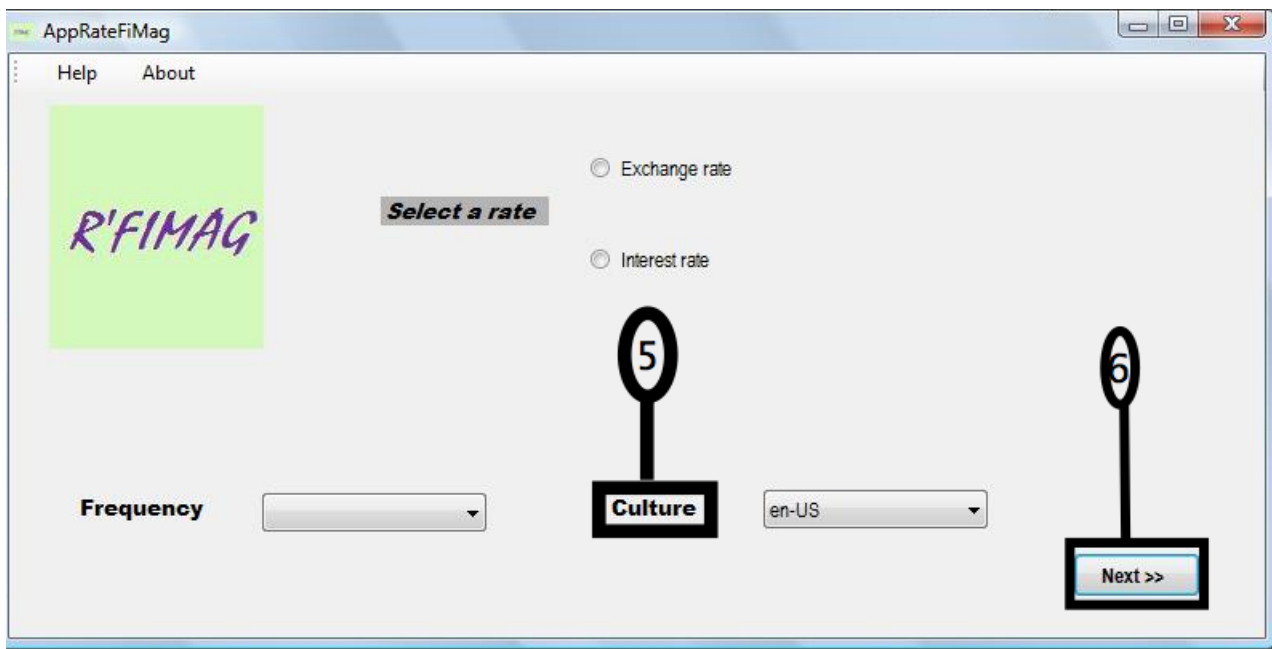 AppRateFiMag
Help About
Exchange rate
R'FIMAG
Select a rate
Interest rate
5
6
Frequency
Culture
en-US
Next >>